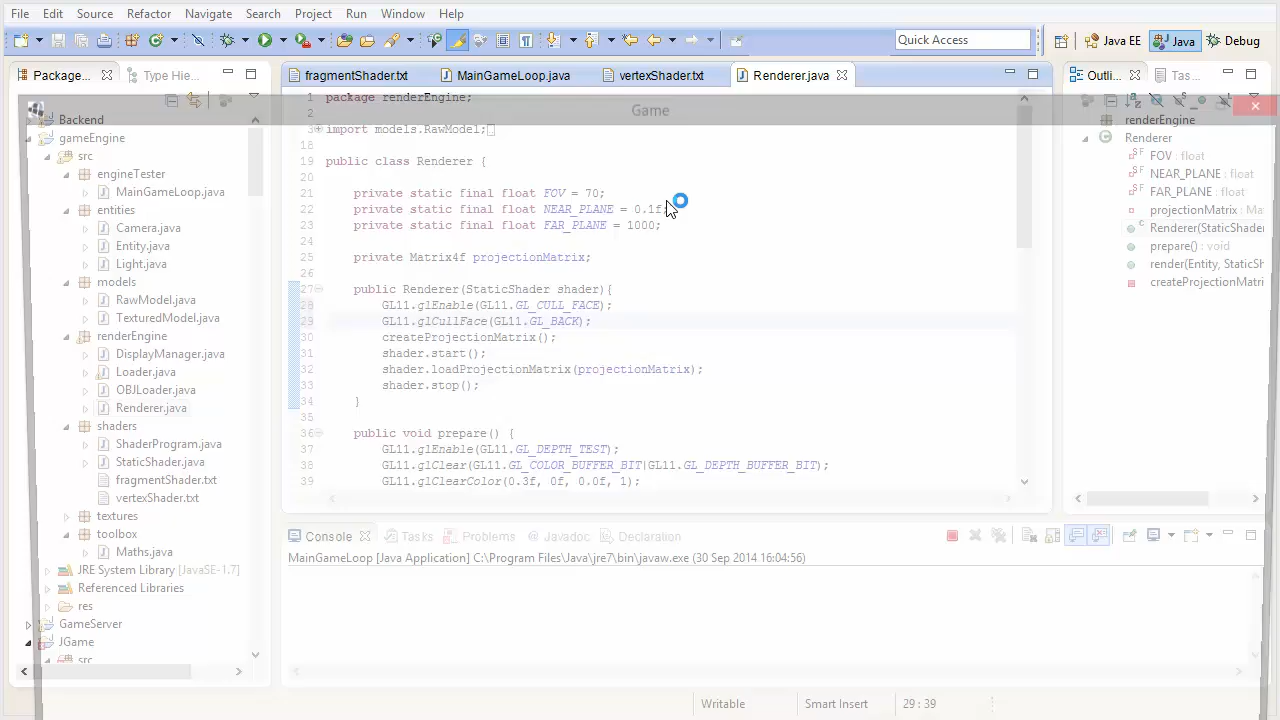 File Edit Source Refactor Navigate Search Project Run Window Help
Quick Access
Java EE
Java
Debug
Package...
Type Hie...
fragmentShader.txt
MainGameLoop.java
vertexShader.txt
Renderer.java
Outli...
Tas...
Game
Backend
gameEngine
src
engineTester
MainGameLoop.java
entities
Camera.java
Entity.java
Light.java
models
RawModel.java
TexturedModel.java
renderEngine
DisplayManager.java
Loader.java
OBJLoader.java
Renderer.java
shaders
ShaderProgram.java
StaticShader.java
fragmentShader.txt
vertexShader.txt
textures
toolbox
Maths.java
JRE System Library [JavaSE-1.7]
Referenced Libraries
res
GameServer
JGame
src
1 package renderEngine;
2
3 import models.RawModel;
18
19 public class Renderer {
20
21 private static final float FOV = 70;
22 private static final float NEAR_PLANE = 0.1f;
23 private static final float FAR_PLANE = 1000;
24
25 private Matrix4f projectionMatrix;
26
27 public Renderer(StaticShader shader){
28 GL11.glEnable(GL11.GL_CULL_FACE);
29 GL11.glCullFace(GL11.GL_BACK);
30 createProjectionMatrix();
31 shader.start();
32 shader.loadProjectionMatrix(projectionMatrix);
33 shader.stop();
34 }
35
36 public void prepare() {
37 GL11.glEnable(GL11.GL_DEPTH_TEST);
38 GL11.glClear(GL11.GL_COLOR_BUFFER_BIT|GL11.GL_DEPTH_BUFFER_BIT);
39 GL11.glClearColor(0.3f, 0f, 0.0f, 1);
renderEngine
Renderer
FOV : float
NEAR_PLANE : float
FAR_PLANE : float
projectionMatrix : Ma
Renderer(StaticShader
prepare() : void
render(Entity, StaticSh
createProjectionMatri
Console
Tasks
Problems
Javadoc
Declaration
MainGameLoop [Java Application] C:\Program Files\Java\jre7\bin\javaw.exe (30 Sep 2014 16:04:56)
Writable
Smart Insert
29 : 39